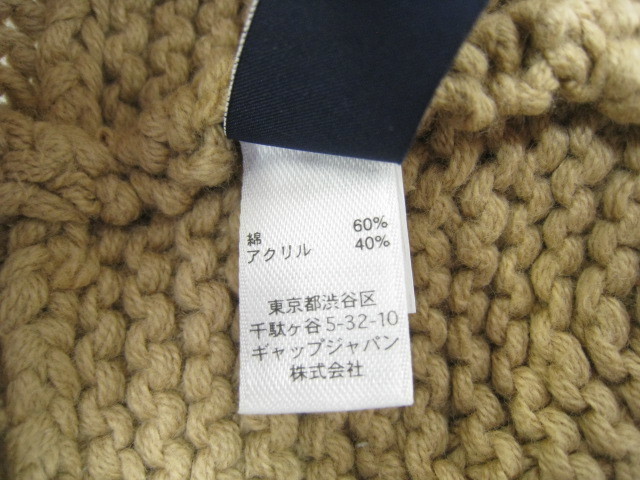 綿 60%
アクリル 40%
東京都渋谷区
千駄ヶ谷5-32-10
ギャップジャパン
株式会社